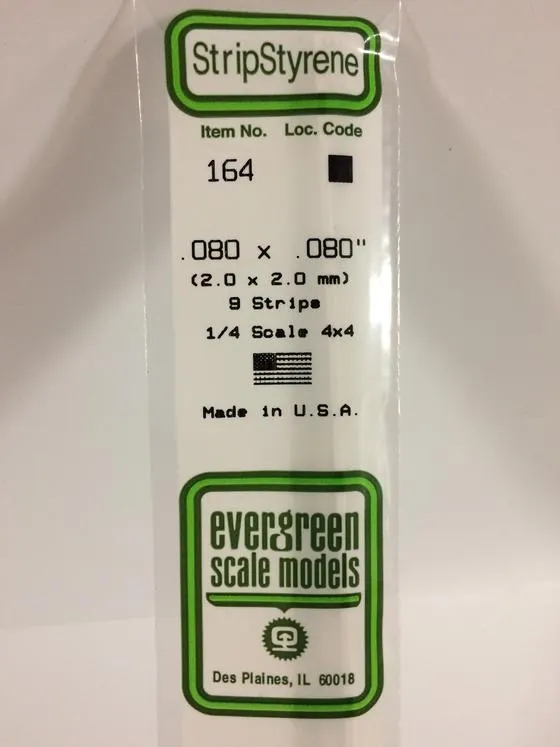 StripStyrene
Item No. Loc. Code
164
.080 x .080"
(2.0 x 2.0 mm)
9 Strips
1/4 Scale 4x4
Made in U.S.A.
evergreen
scale models
Des Plaines, IL 60018